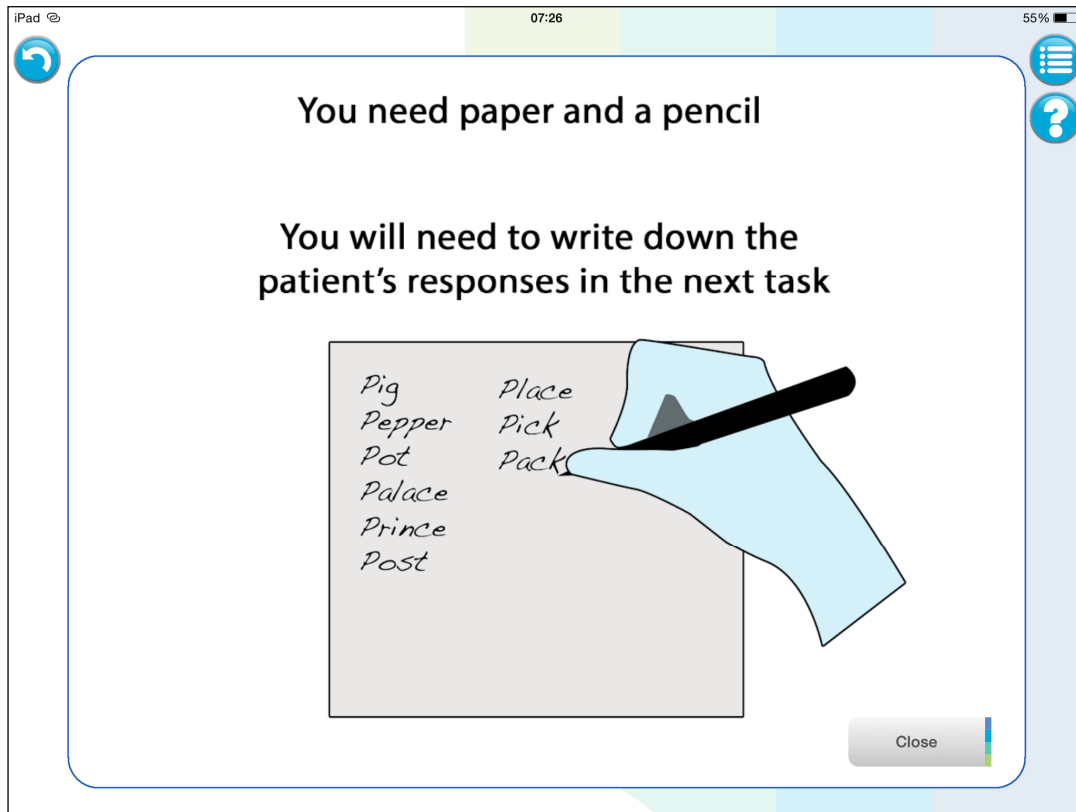 iPad
07:26
55%
You need paper and a pencil
You will need to write down the
patient's responses in the next task
Pig
Pepper
Pot
Palace
Prince
Post
Place
Pick
Pack
Close